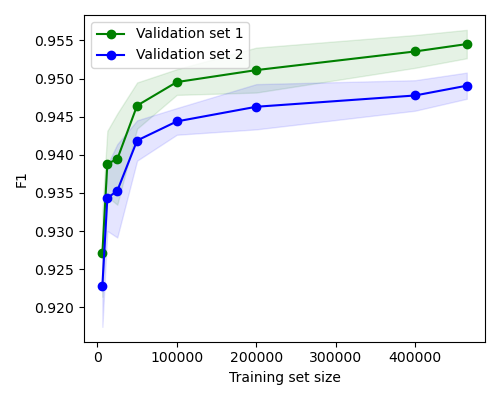 Validation set 1
Validation set 2
0.955
0.950
0.945
0.940
0.935
0.930
0.925
0.920
F1
0 100000 200000 300000 400000
Training set size